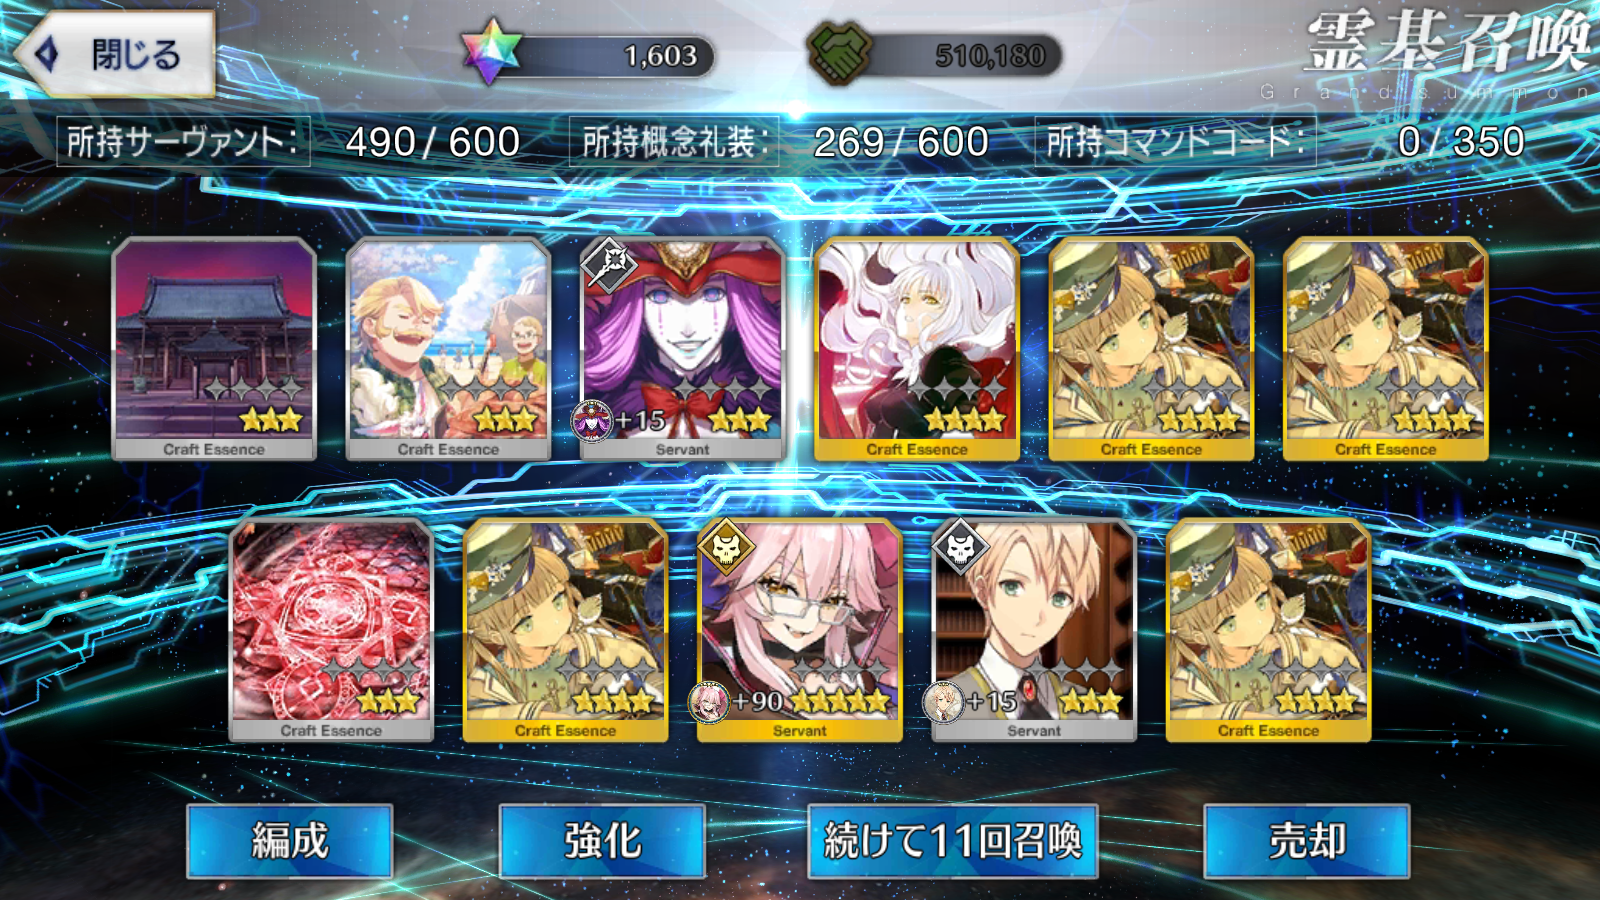 閉じる
1,603
510,180
霊基召喚
Grand summon
所持サーヴァント: 490 / 600
所持概念礼装: 269 / 600
所持コマンドコード: 0 / 350
+15
Craft Essence
Craft Essence
Servant
Craft Essence
Craft Essence
Craft Essence
+90
+15
Craft Essence
Craft Essence
Servant
Servant
Craft Essence
編成
強化
続けて11回召喚
売却